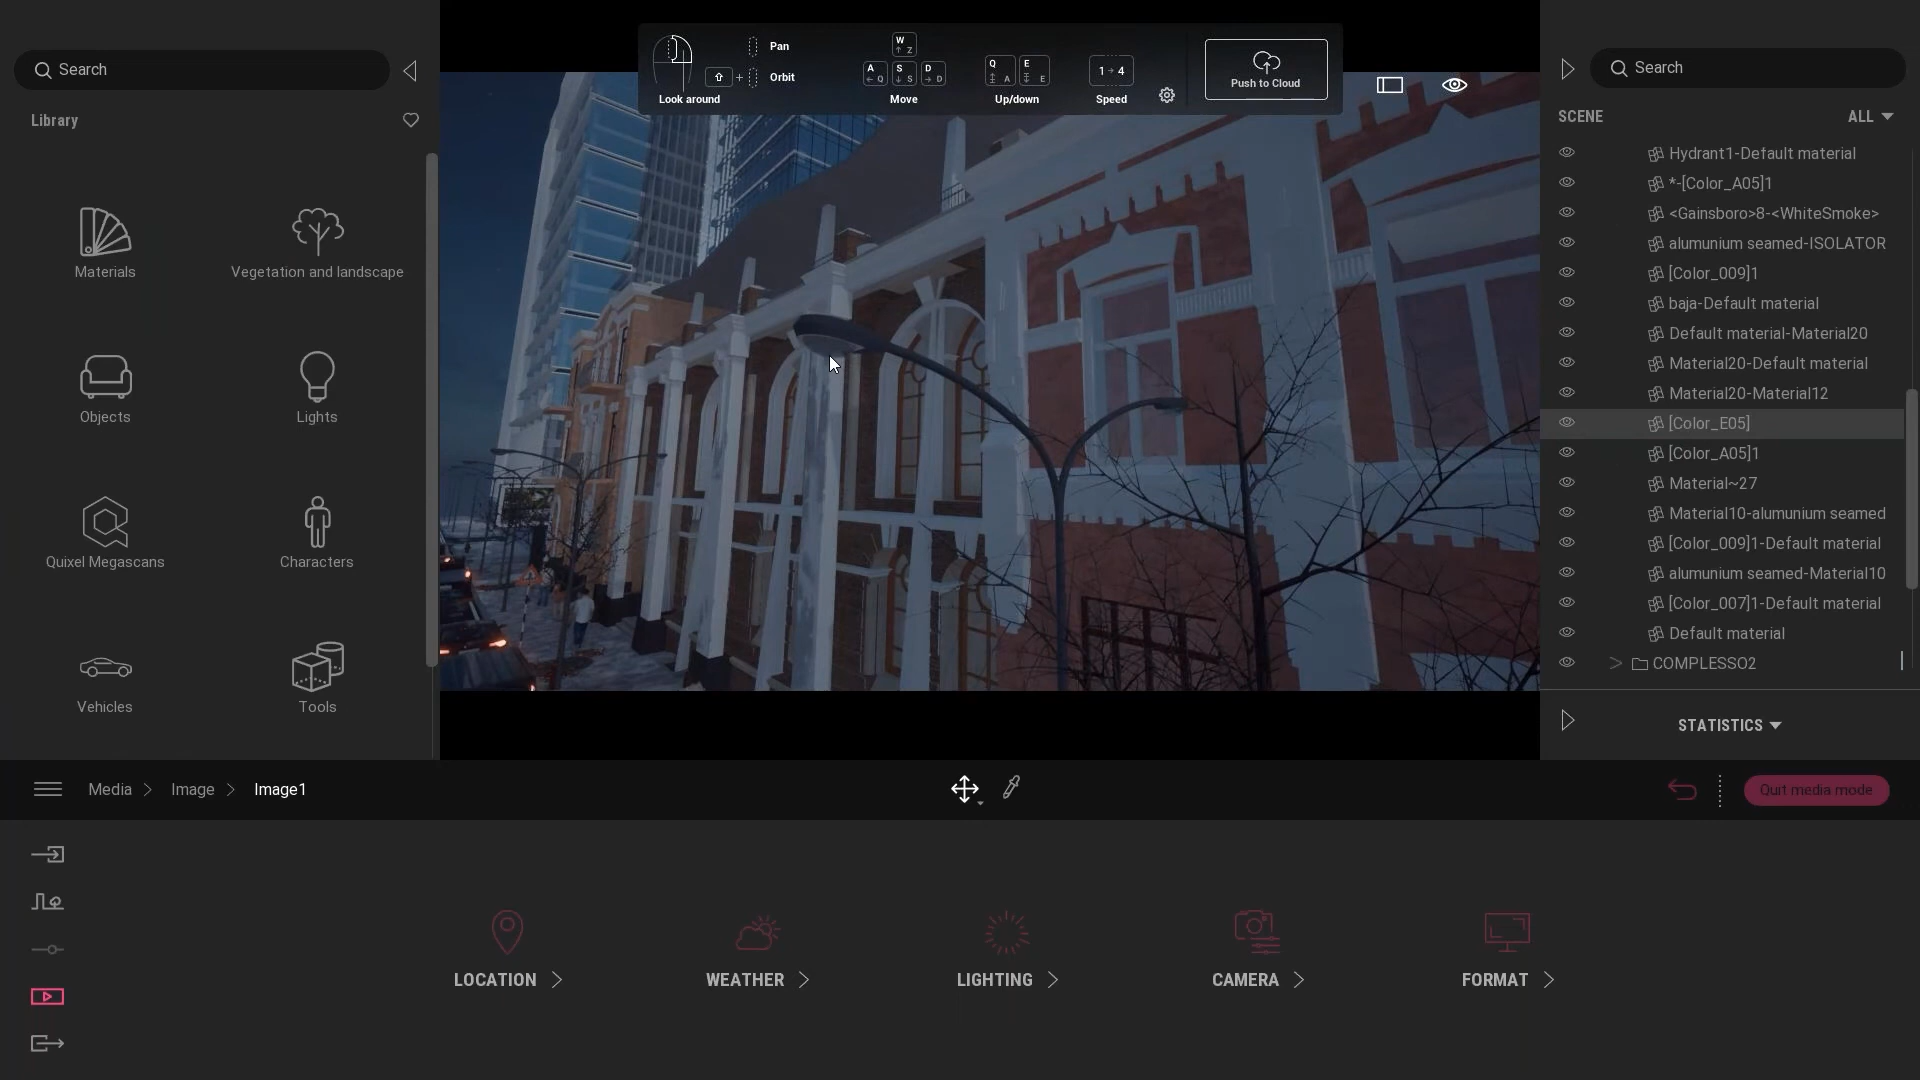 Search
Library
Materials
Vegetation and landscape
Objects
Lights
Quixel Megascans
Characters
Vehicles
Tools
Pan
Orbit
Look around
W
Z
A
Q
S
S
D
D
Move
Q
A
E
E
Up/down
1 4
Speed
Push to Cloud
Search
SCENE
ALL
Hydrant1-Default material
*-[Color_A05]1
<Gainsboro>8-<WhiteSmoke>
alumunium seamed-ISOLATOR
[Color_009]1
baja-Default material
Default material-Material20
Material20-Default material
Material20-Material12
[Color_E05]
[Color_A05]1
Material~27
Material10-alumunium seamed
[Color_009]1-Default material
alumunium seamed-Material10
[Color_007]1-Default material
Default material
COMPLESSO2
STATISTICS
Media
Image
Image1
Quit media mode
LOCATION
WEATHER
LIGHTING
CAMERA
FORMAT